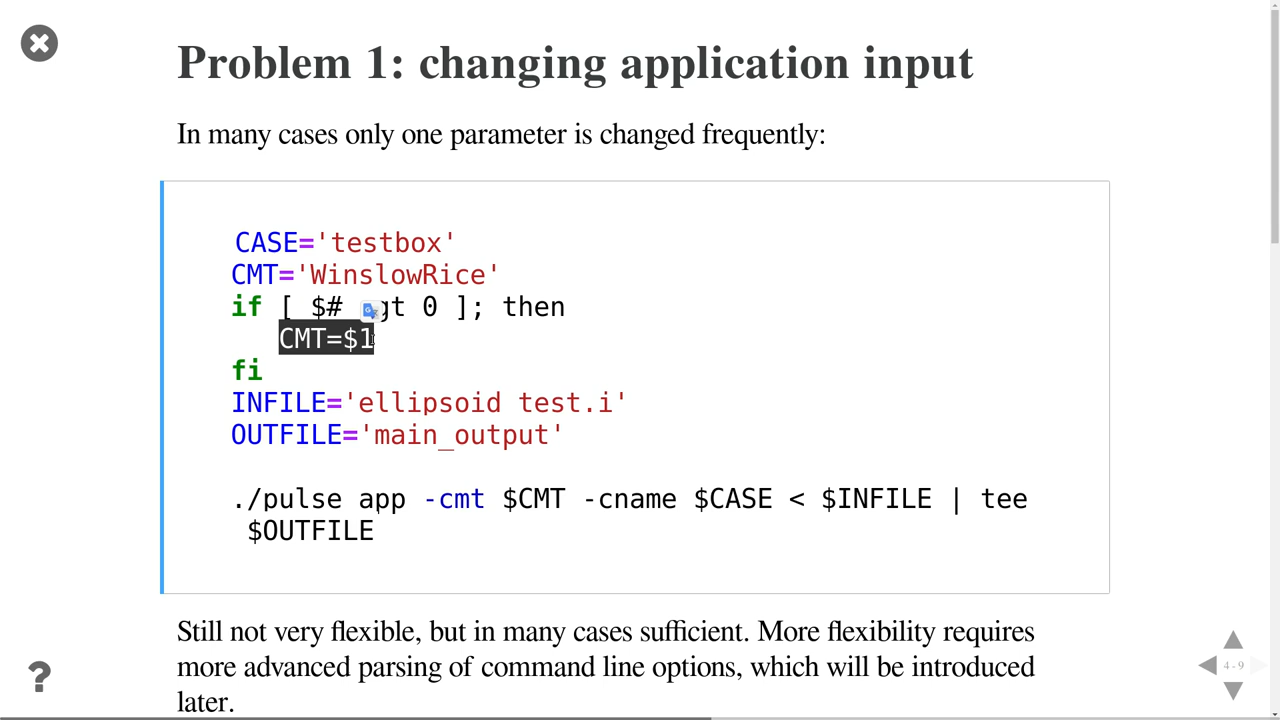 Problem 1: changing application input
In many cases only one parameter is changed frequently:
CASE='testbox'
CMT='WinslowRice'
if [ $# gt 0 ]; then
CMT=$1
fi
INFILE='ellipsoid test.i'
OUTFILE='main_output'
./pulse app -cmt $CMT -cname $CASE < $INFILE | tee
$OUTFILE
Still not very flexible, but in many cases sufficient. More flexibility requires
more advanced parsing of command line options, which will be introduced
later.
?
4 - 9